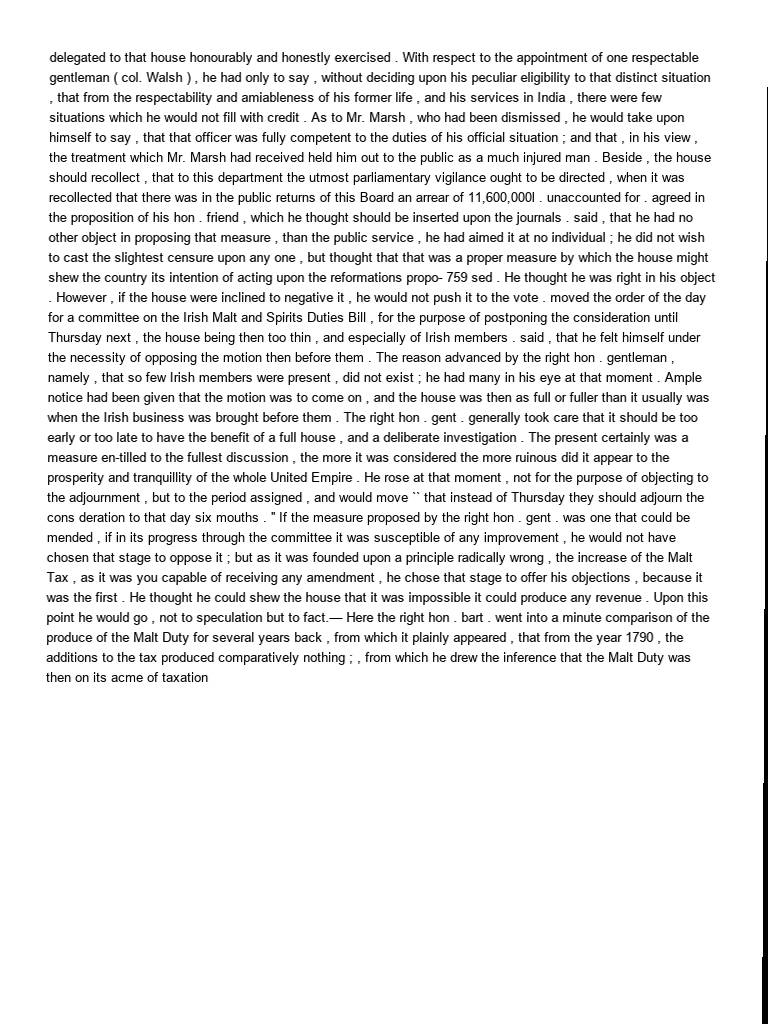 delegated to that house honourably and honestly exercised . With respect to the appointment of one respectable
gentleman ( col. Walsh ) , he had only to say , without deciding upon his peculiar eligibility to that distinct situation
, that from the respectability and amiableness of his former life , and his services in India , there were few
situations which he would not fill with credit . As to Mr. Marsh , who had been dismissed , he would take upon
himself to say , that that officer was fully competent to the duties of his official situation ; and that , in his view ,
the treatment which Mr. Marsh had received held him out to the public as a much injured man . Beside , the house
should recollect , that to this department the utmost parliamentary vigilance ought to be directed , when it was
recollected that there was in the public returns of this Board an arrear of 11,600,000l . unaccounted for . agreed in
the proposition of his hon . friend , which he thought should be inserted upon the journals . said , that he had no
other object in proposing that measure , than the public service , he had aimed it at no individual ; he did not wish
to cast the slightest censure upon any one , but thought that that was a proper measure by which the house might
shew the country its intention of acting upon the reformations propo- 759 sed . He thought he was right in his object
. However , if the house were inclined to negative it , he would not push it to the vote . moved the order of the day
for a committee on the Irish Malt and Spirits Duties Bill , for the purpose of postponing the consideration until
Thursday next , the house being then too thin , and especially of Irish members . said , that he felt himself under
the necessity of opposing the motion then before them . The reason advanced by the right hon . gentleman ,
namely , that so few Irish members were present , did not exist ; he had many in his eye at that moment . Ample
notice had been given that the motion was to come on , and the house was then as full or fuller than it usually was
when the Irish business was brought before them . The right hon . gent . generally took care that it should be too
early or too late to have the benefit of a full house , and a deliberate investigation . The present certainly was a
measure en-tilled to the fullest discussion , the more it was considered the more ruinous did it appear to the
prosperity and tranquillity of the whole United Empire . He rose at that moment , not for the purpose of objecting to
the adjournment , but to the period assigned , and would move `` that instead of Thursday they should adjourn the
cons deration to that day six mouths . " If the measure proposed by the right hon . gent . was one that could be
mended , if in its progress through the committee it was susceptible of any improvement , he would not have
chosen that stage to oppose it ; but as it was founded upon a principle radically wrong , the increase of the Malt
Tax , as it was you capable of receiving any amendment , he chose that stage to offer his objections , because it
was the first . He thought he could shew the house that it was impossible it could produce any revenue . Upon this
point he would go , not to speculation but to fact.— Here the right hon . bart . went into a minute comparison of the
produce of the Malt Duty for several years back , from which it plainly appeared , that from the year 1790 , the
additions to the tax produced comparatively nothing ; , from which he drew the inference that the Malt Duty was
then on its acme of taxation